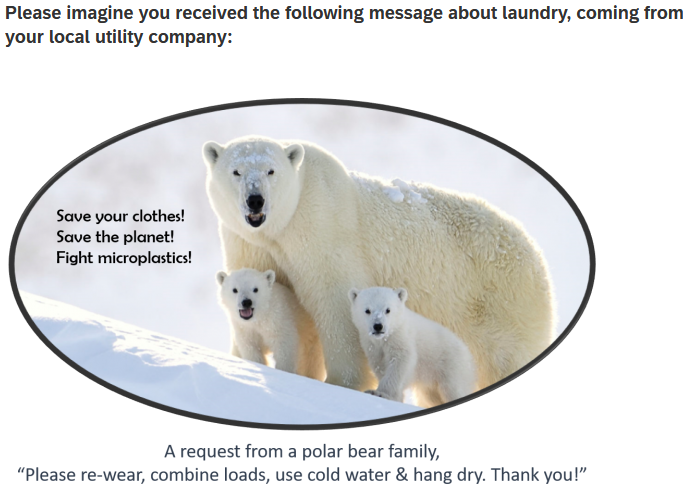 Please imagine you received the following message about laundry, coming from
your local utility company:
Save your clothes!
Save the planet!
Fight microplastics!
A request from a polar bear family,
“Please re-wear, combine loads, use cold water & hang dry. Thank you!”